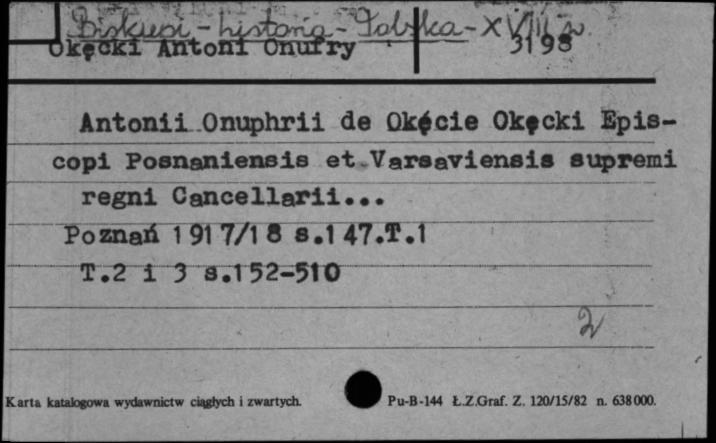 Biskupi - historia - Polska - XVIII w.
Okęcki Antoni Onufry 3198
Antonii Onuphrii de Okęcie Okęcki Epis-
copi Posnaniensis et Varsaviensis supremi
regni Cancellarii...
Poznań 1917/18 s.147.T.1
T.2 i 3 s.152-510
2
Karta katalogowa wydawnictw ciągłych i zwartych. Pu-B-144 Ł.Z.Graf. Z. 120/15/82 n. 638000.